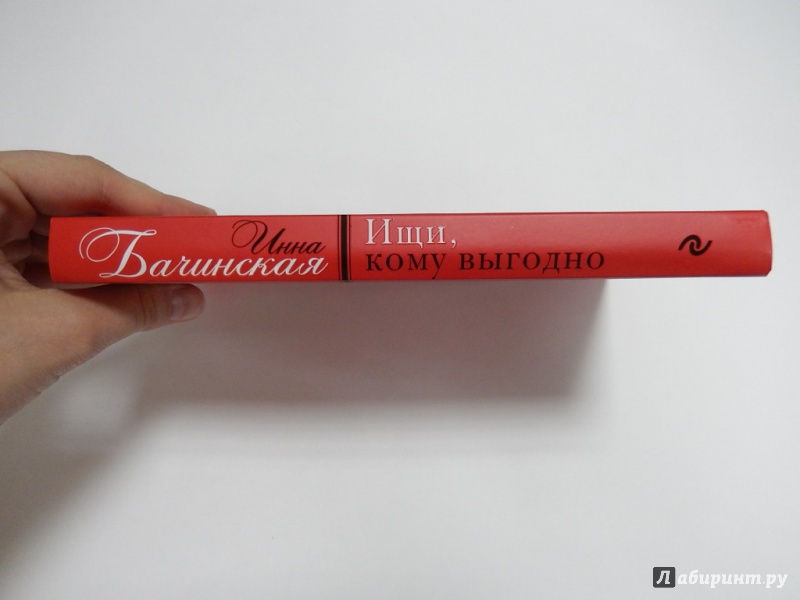 Инна
Бачинская
Ищи,
кому выгодно
Лабиринт.ру